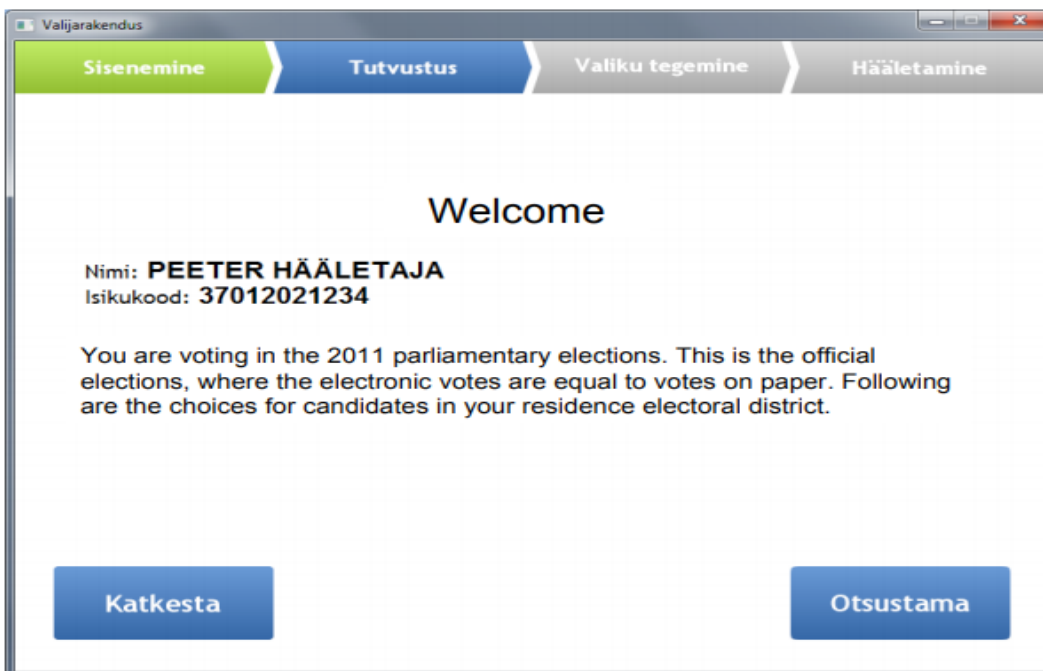 Valijarakendus
Sisenemine
Tutvustus
Valiku tegemine
Hääletamine
Welcome
Nimi: PEETER HÄÄLETAJA
Isikukood: 37012021234
You are voting in the 2011 parliamentary elections. This is the official
elections, where the electronic votes are equal to votes on paper. Following
are the choices for candidates in your residence electoral district.
Katkesta
Otsustama